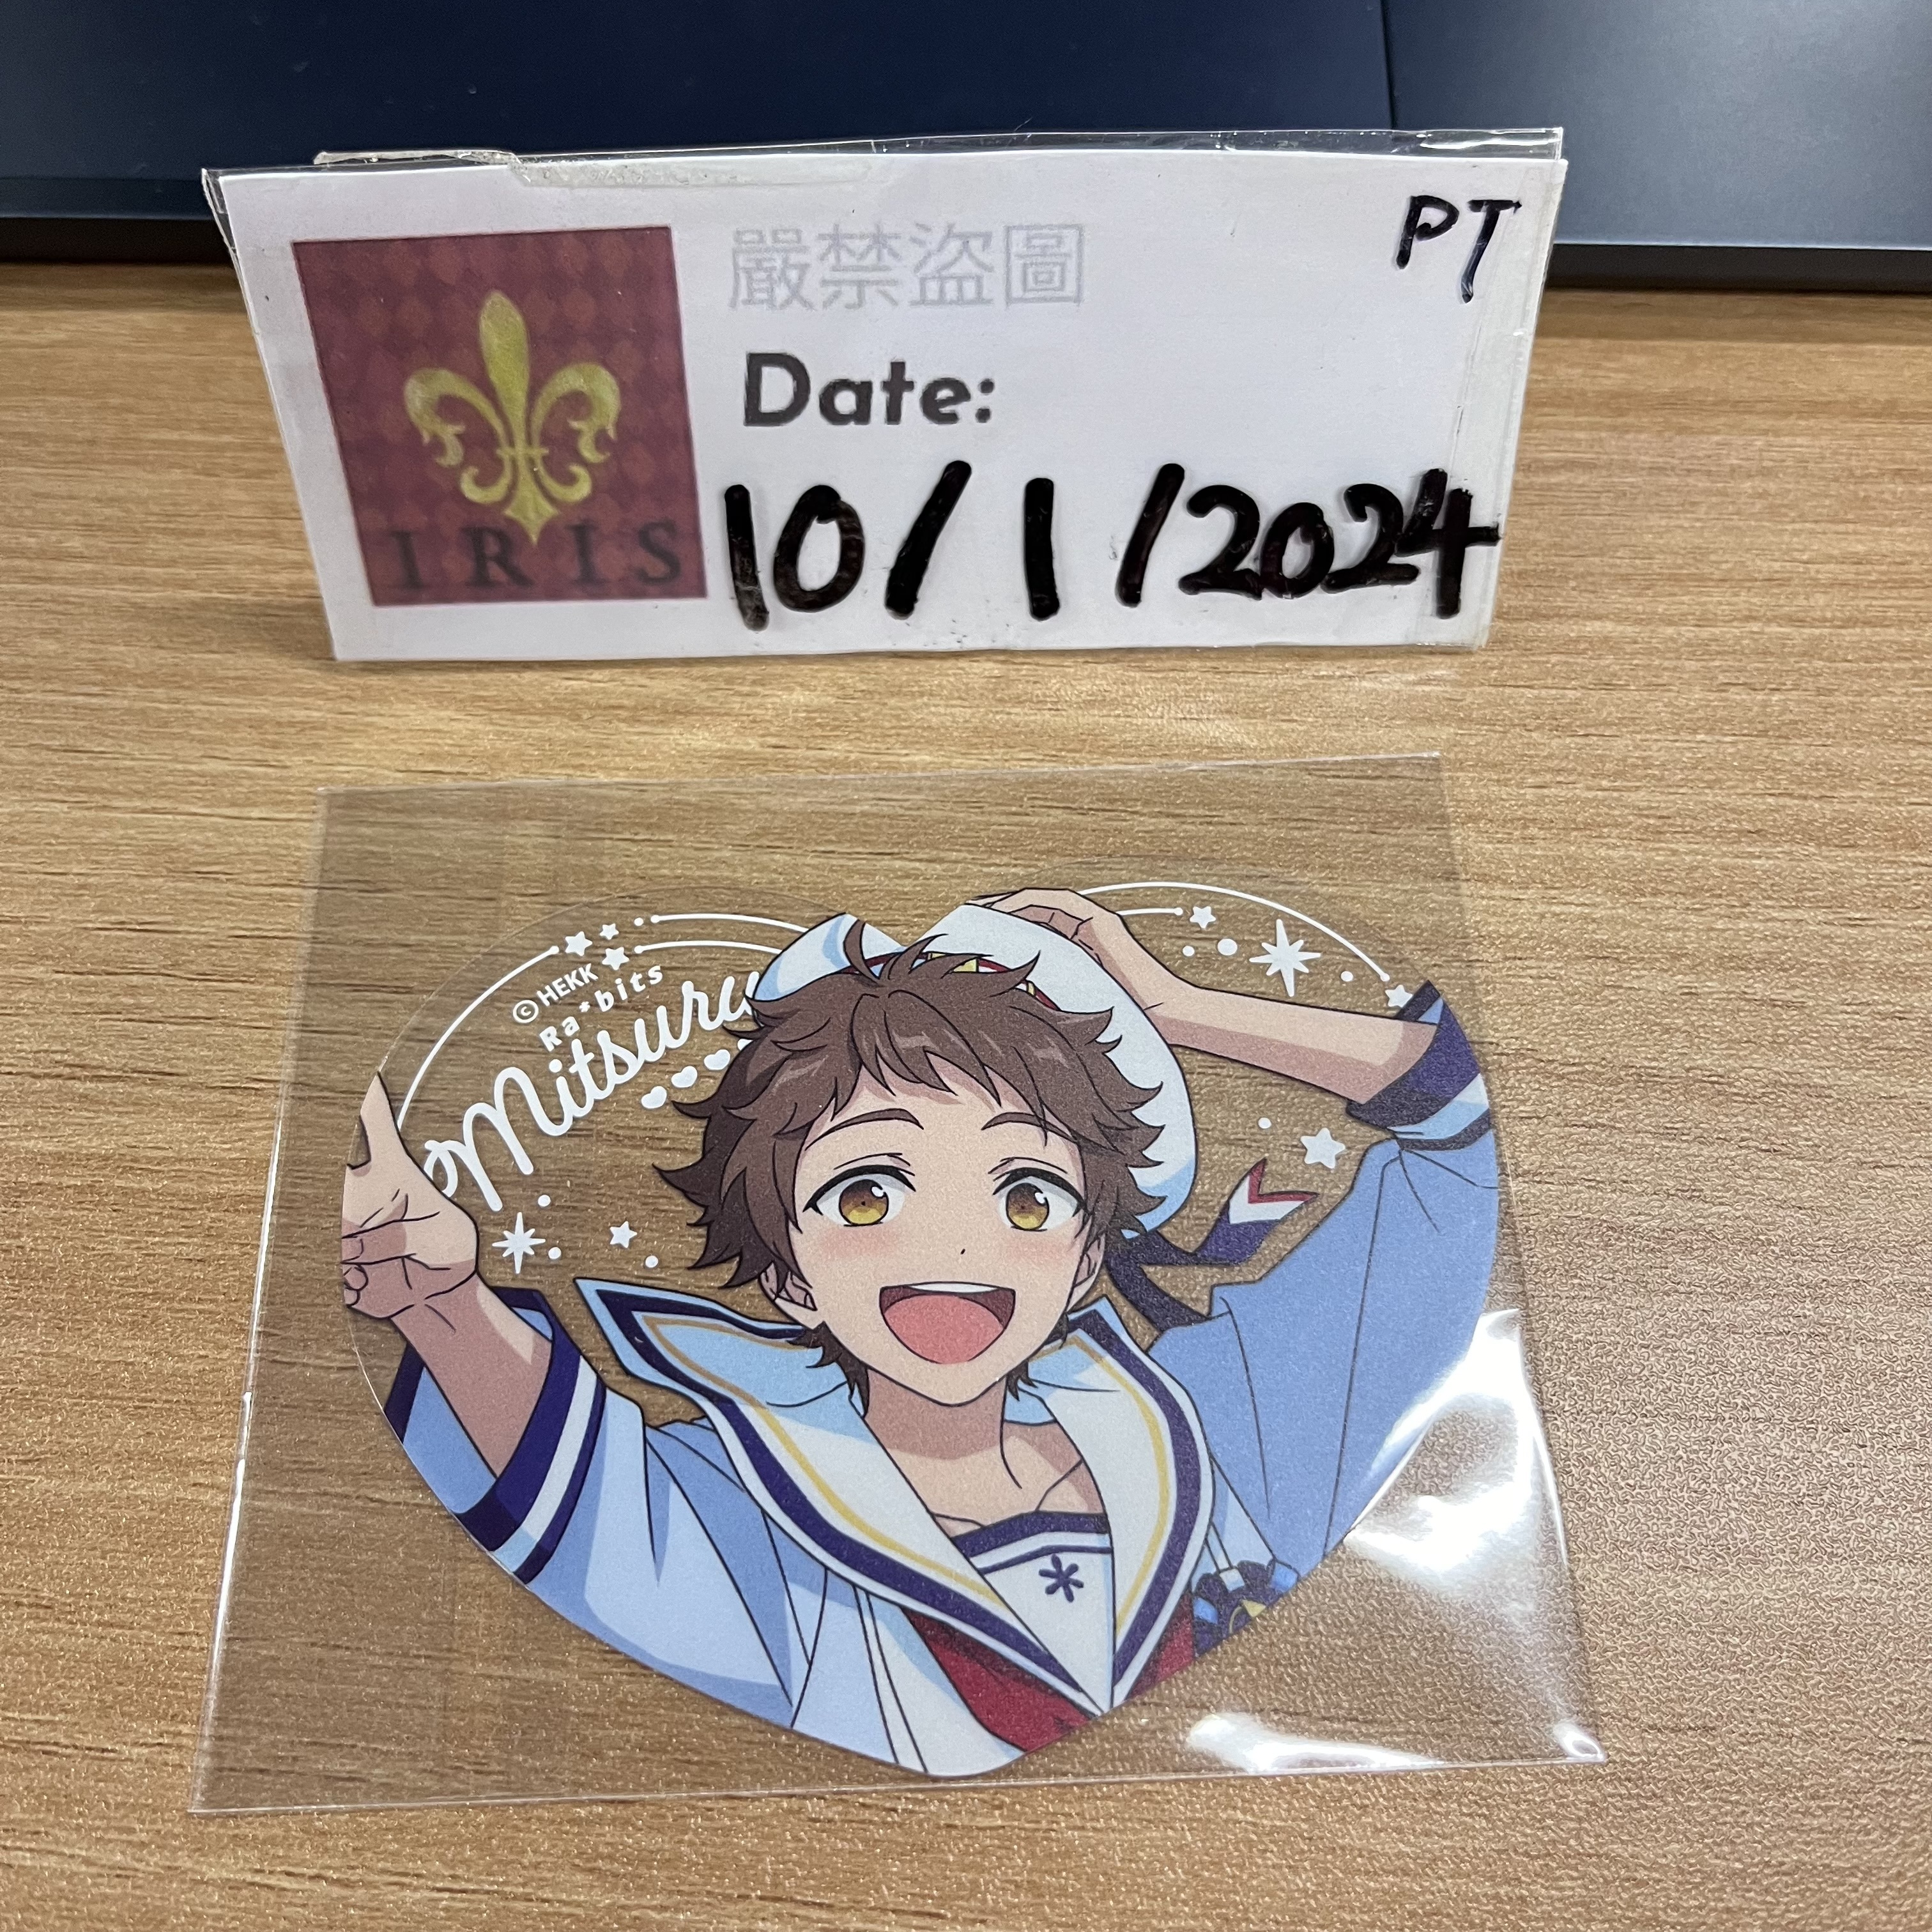 嚴禁盜圖
PT
Date:
IRIS
10/1/2024
© HEKK
Ra*bits
Mitsuru